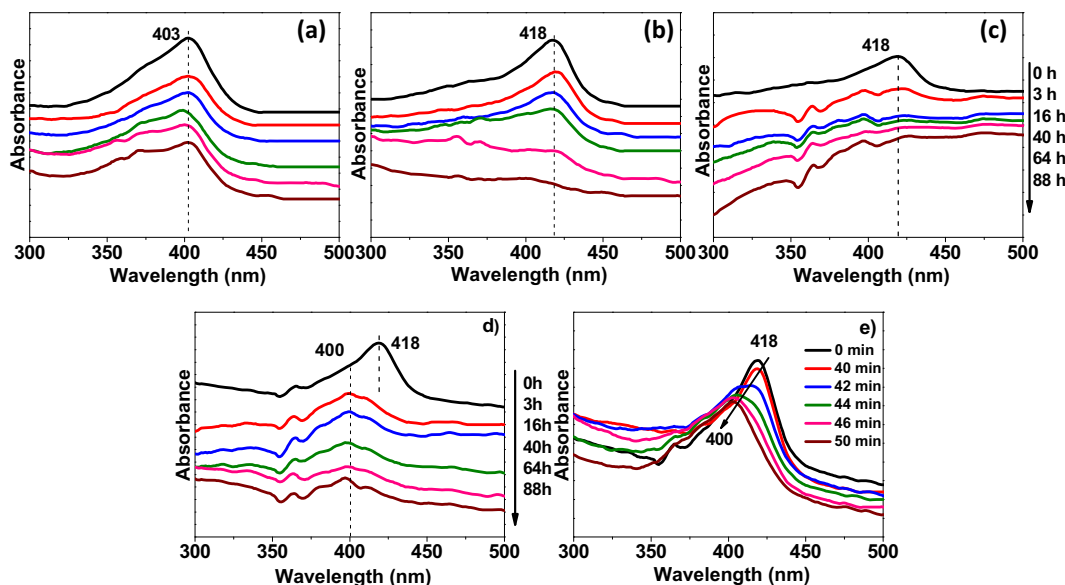 (a)
403
Absorbance
300 350 400 450 500
Wavelength (nm)
(b)
418
Absorbance
300 350 400 450 500
Wavelength (nm)
(c)
418
Absorbance
300 350 400 450 500
Wavelength (nm)
0 h
3 h
16 h
40 h
64 h
88 h
d)
400
418
Absorbance
300 350 400 450 500
Wavelength (nm)
0h
3h
16h
40h
64h
88h
e)
418
400
0 min
40 min
42 min
44 min
46 min
50 min
Absorbance
300 350 400 450 500
Wavelength (nm)